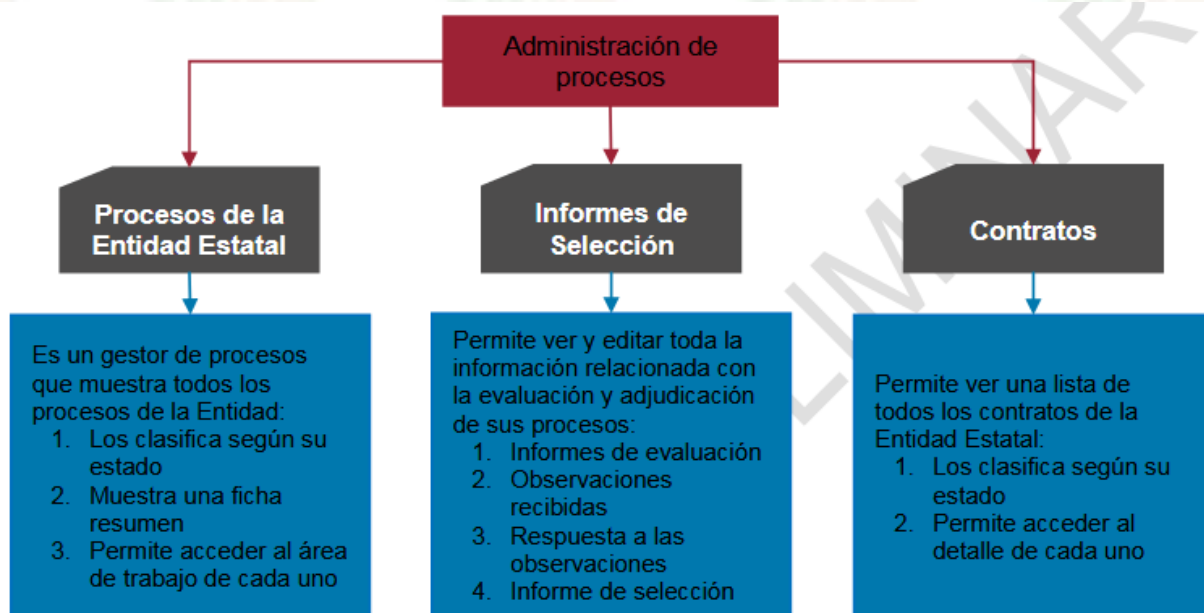 Administración de
procesos
Procesos de la
Entidad Estatal
Informes de
Selección
Contratos
Es un gestor de procesos
que muestra todos los
procesos de la Entidad:
1. Los clasifica según su
estado
2. Muestra una ficha
resumen
3. Permite acceder al área
de trabajo de cada uno
Permite ver y editar toda la
información relacionada con
la evaluación y adjudicación
de sus procesos:
1. Informes de evaluación
2. Observaciones
recibidas
3. Respuesta a las
observaciones
4. Informe de selección
Permite ver una lista de
todos los contratos de la
Entidad Estatal:
1. Los clasifica según su
estado
2. Permite acceder al
detalle de cada uno
LIMINAR